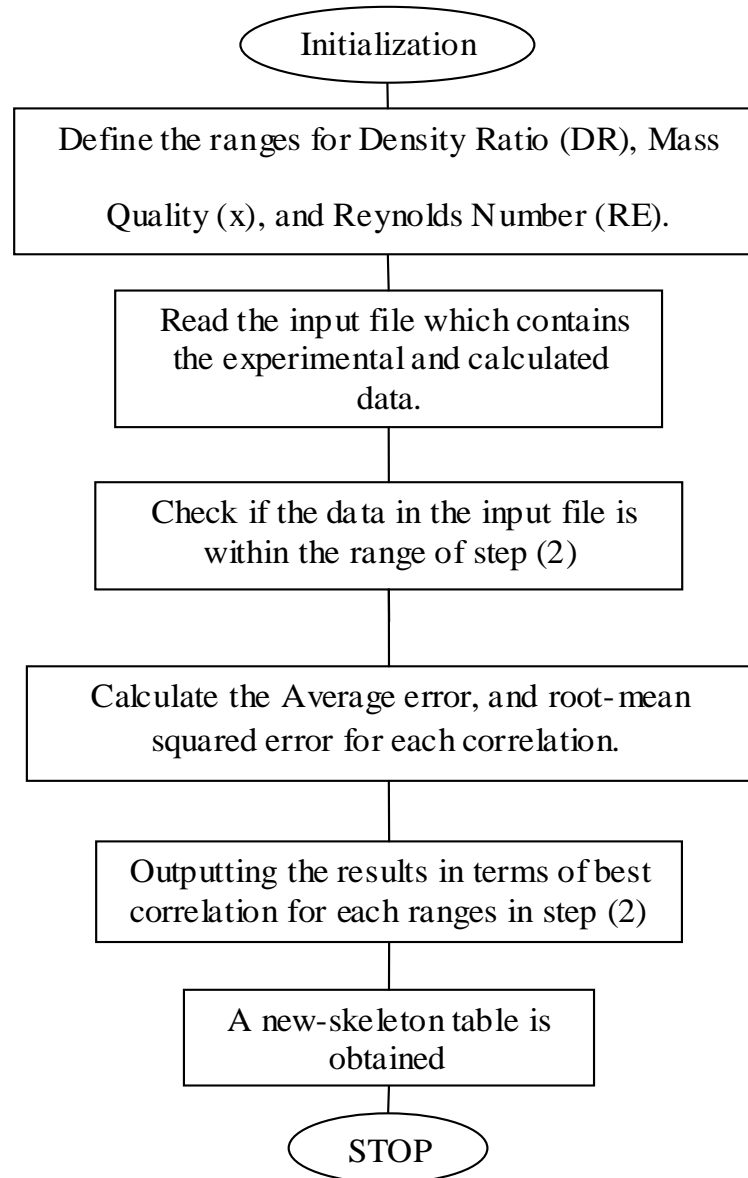 Initialization
Define the ranges for Density Ratio (DR), Mass
Quality (x), and Reynolds Number (RE).
Read the input file which contains
the experimental and calculated
data.
Check if the data in the input file is
within the range of step (2)
Calculate the Average error, and root-mean
squared error for each correlation.
Outputting the results in terms of best
correlation for each ranges in step (2)
A new-skeleton table is
obtained
STOP